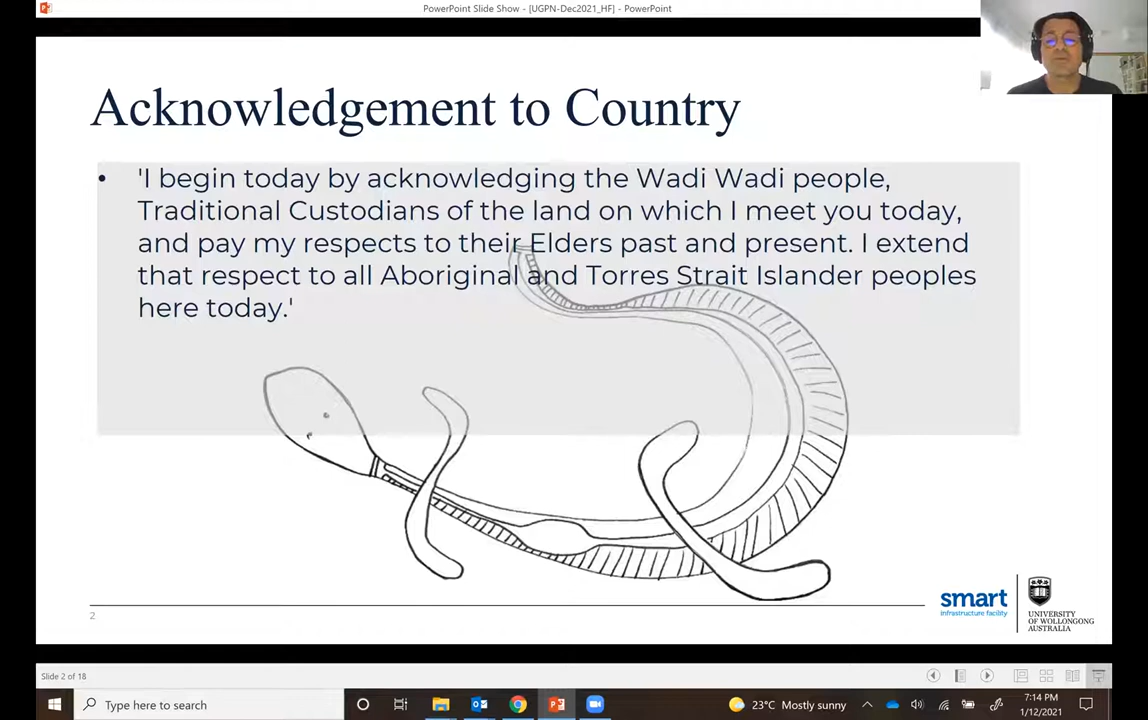 PowerPoint Slide Show - [UGPN-Dec2021_HF] - PowerPoint
Acknowledgement to Country
• 'I begin today by acknowledging the Wadi Wadi people,
Traditional Custodians of the land on which I meet you today,
and pay my respects to their Elders past and present. I extend
that respect to all Aboriginal and Torres Strait Islander peoples
here today.'
smart
infrastructure facility
UNIVERSITY
OF WOLLONGONG
AUSTRALIA
2
Slide 2 of 18
Type here to search
23°C Mostly sunny
7:14 PM
1/12/2021